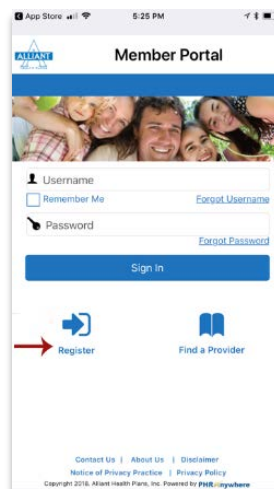 App Store 5:25 PM
ALLIANT
Member Portal
Username
Remember Me Forgot Username
Password
Forgot Password
Sign In
Register Find a Provider
Contact Us | About Us | Disclaimer
Notice of Privacy Practice | Privacy Policy
Copyright 2018. Alliant Health Plans, Inc. Powered by PHRAnywhere